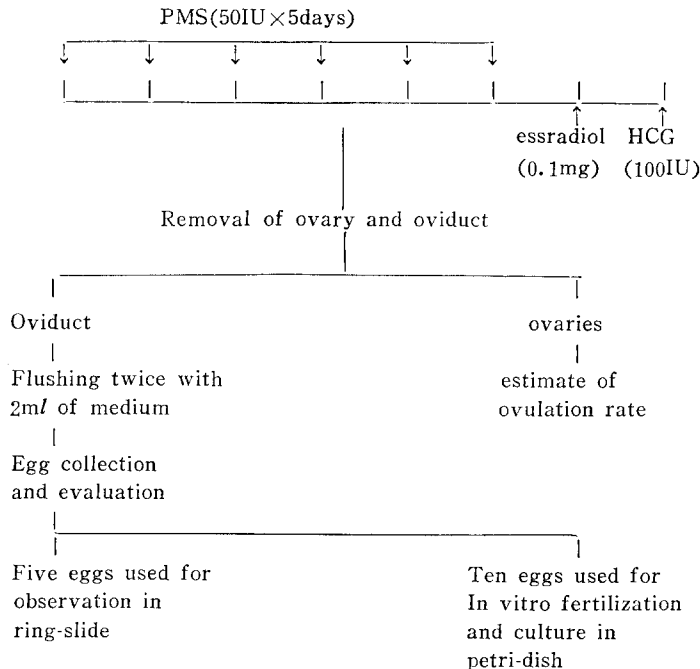 PMS(50IU×5days)
essradiol HCG
(0.1mg) (100IU)
Removal of ovary and oviduct
Oviduct
Flushing twice with
2ml of medium
Egg collection
and evaluation
ovaries
estimate of
ovulation rate
Five eggs used for
observation in
ring-slide
Ten eggs used for
In vitro fertilization
and culture in
petri-dish